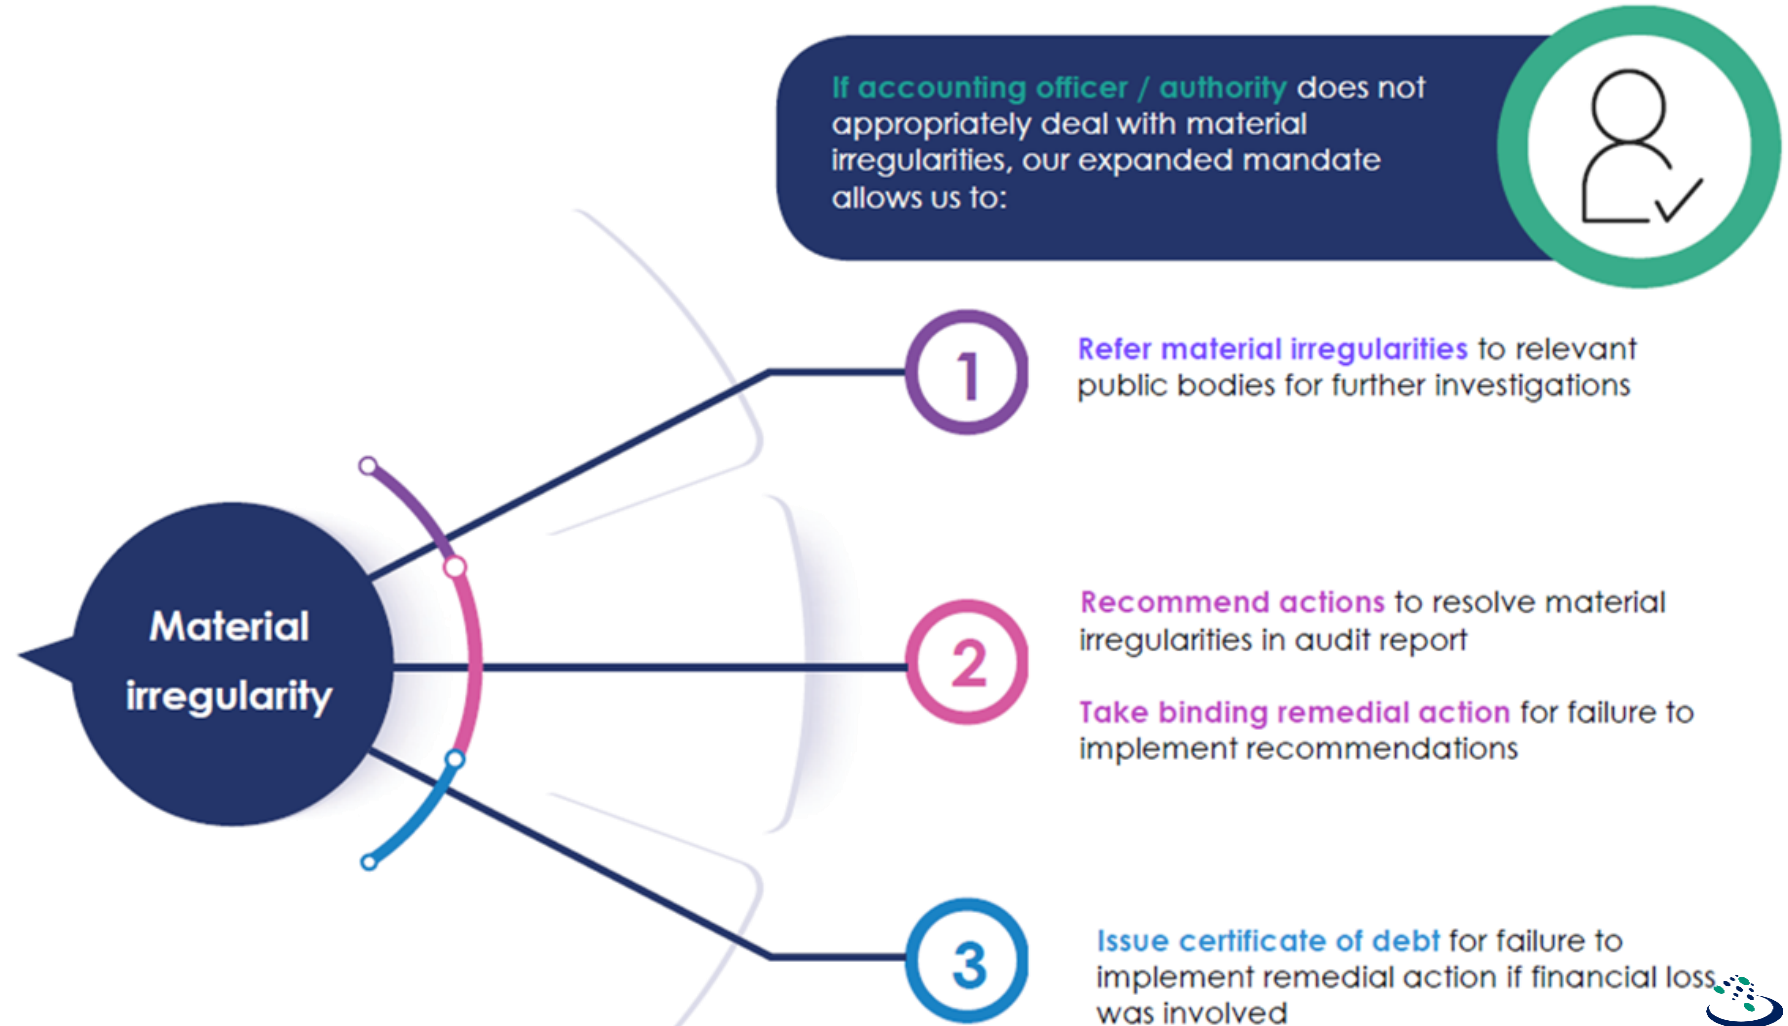 If accounting officer / authority does not
appropriately deal with material
irregularities, our expanded mandate
allows us to:
1
Refer material irregularities to relevant
public bodies for further investigations
Material
irregularity
2
Recommend actions to resolve material
irregularities in audit report
Take binding remedial action for failure to
implement recommendations
3
Issue certificate of debt for failure to
implement remedial action if financial loss
was involved